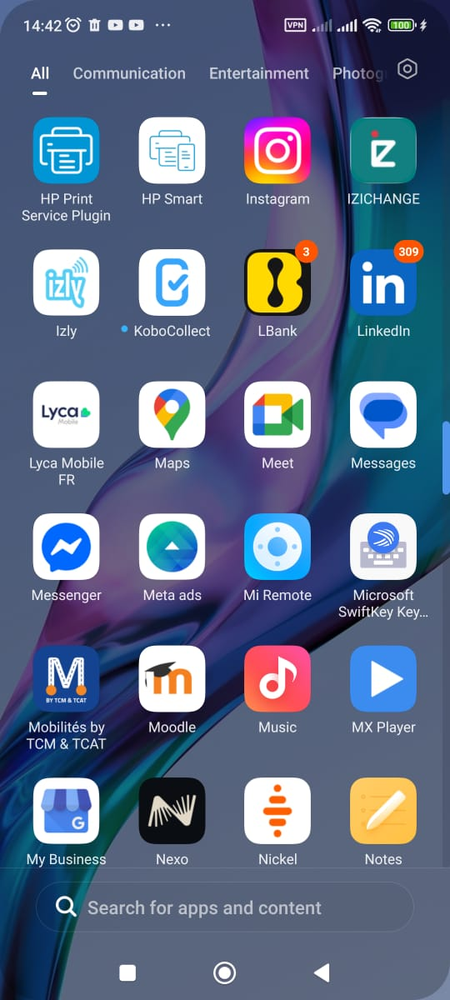 14:42
VPN
100
All Communication Entertainment Photog
HP Print
Service Plugin
HP Smart
Instagram
IZICHANGE
iz
izly
3
309
in
Izly
KoboCollect
LBank
LinkedIn
Lyca
Mobile
Lyca Mobile
FR
Maps
Meet
Messages
Messenger
Meta ads
Mi Remote
Microsoft
SwiftKey Key...
M
BY TCM & TCAT
m
Mobilités by
TCM & TCAT
Moodle
Music
MX Player
G
N
My Business
Nexo
Nickel
Notes
Search for apps and content